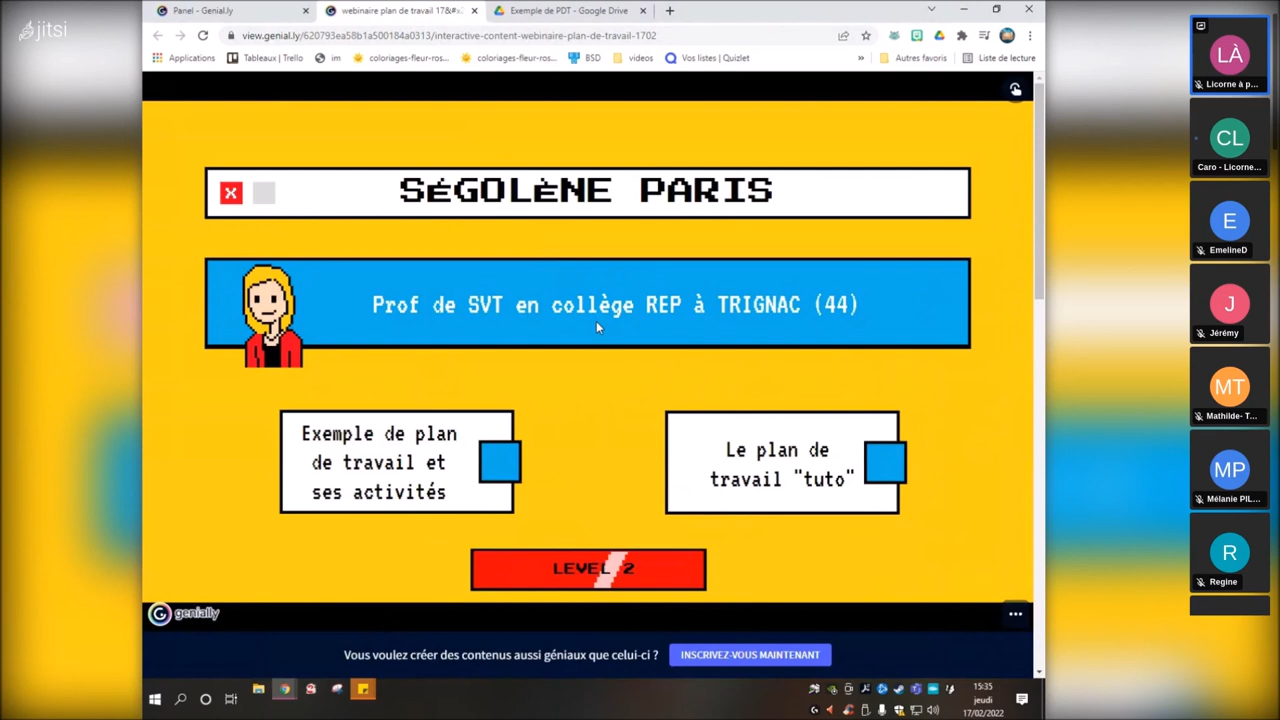 jitsi
Panel - Genial.ly
webinaire plan de travail 17&#x
Exemple de PDT - Google Drive
view.genial.ly/620793ea58b1a500184a0313/interactive-content-webinaire-plan-de-travail-1702
Applications
Tableaux | Trello
im
coloriages-fleur-ros...
coloriages-fleur-ros...
BSD
videos
Vos listes | Quizlet
»
Autres favoris
Liste de lecture
X
SÉGOLÈNE PARIS
Prof de SVT en collège REP à TRIGNAC (44)
Exemple de plan
de travail et
ses activités
Le plan de
travail "tuto"
LEVEL 2
genially
Vous voulez créer des contenus aussi géniaux que celui-ci ?
INSCRIVEZ-VOUS MAINTENANT
15:35
jeudi
17/02/2022
LÀ
Licorne à p...
CL
Caro - Licorne...
E
EmelineD
J
Jérémy
MT
Mathilde- T...
MP
Mélanie PIL...
R
Regine